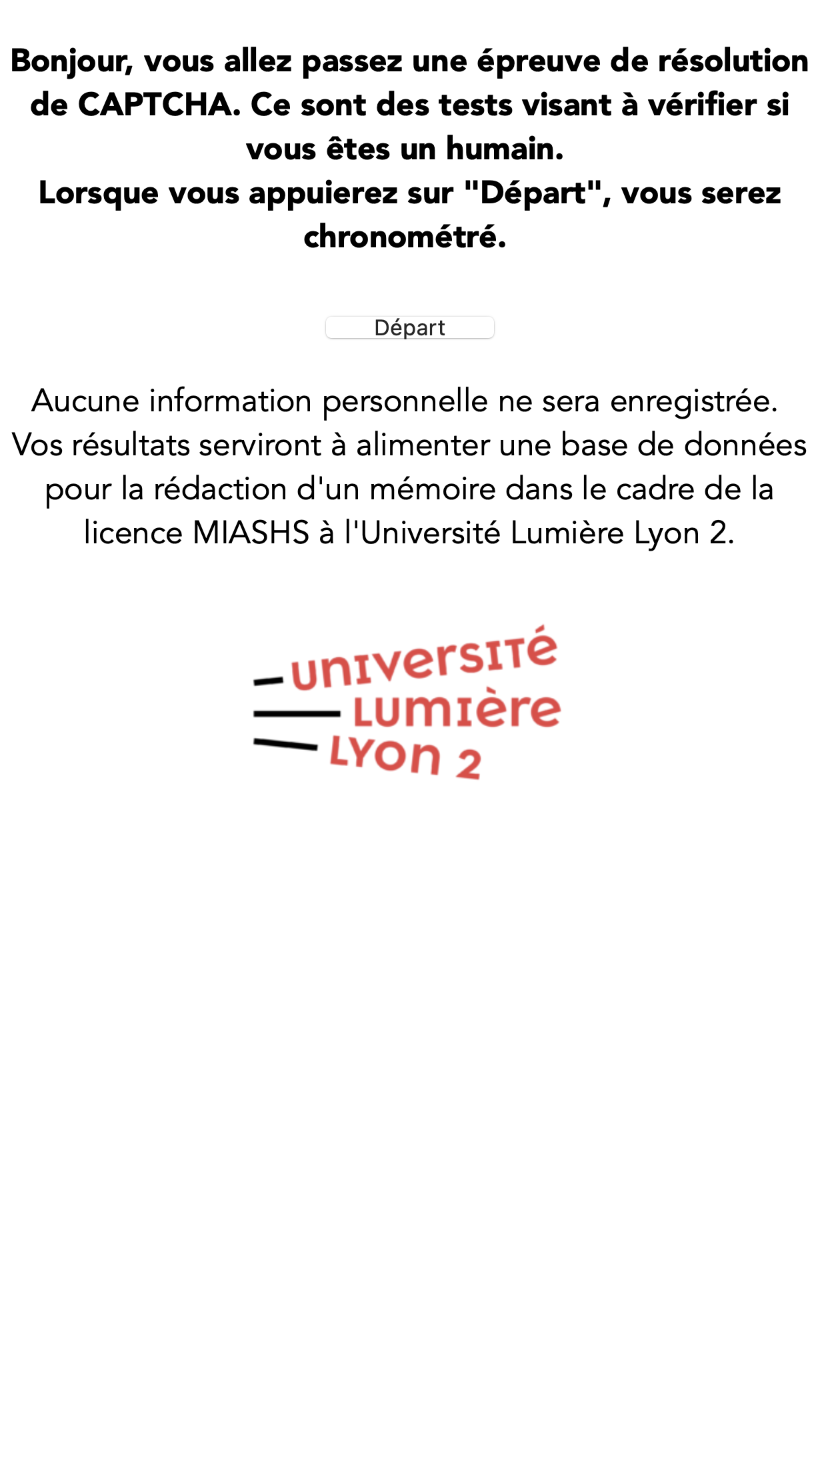 Bonjour, vous allez passez une épreuve de résolution
de CAPTCHA. Ce sont des tests visant à vérifier si
vous êtes un humain.
Lorsque vous appuierez sur "Départ", vous serez
chronométré.
Départ
Aucune information personnelle ne sera enregistrée.
Vos résultats serviront à alimenter une base de données
pour la rédaction d'un mémoire dans le cadre de la
licence MIASHS à l'Université Lumière Lyon 2.
UNIVERSITÉ
LUMIÈRE
LYON 2